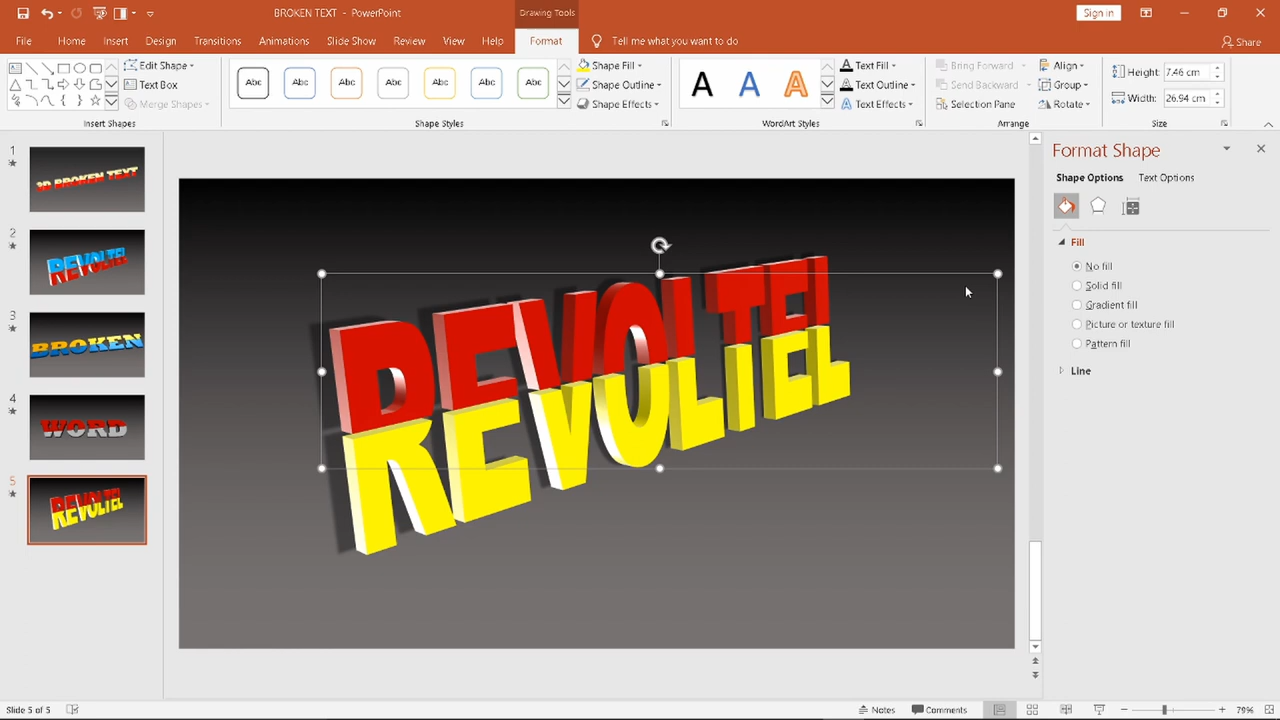 BROKEN TEXT - PowerPoint
Drawing Tools
Sign in
File
Home
Insert
Design
Transitions
Animations
Slide Show
Review
View
Help
Format
Tell me what you want to do
Share
Edit Shape
Text Box
Merge Shapes
Insert Shapes
Abc
Abc
Abc
Abc
Abc
Abc
Abc
Shape Fill
Shape Outline
Shape Effects
Shape Styles
A
A
A
Text Fill
Text Outline
Text Effects
WordArt Styles
Bring Forward
Send Backward
Selection Pane
Align
Group
Rotate
Arrange
Height: 7.46 cm
Width: 26.94 cm
Size
1
3D BROKEN TEXT
2
REVOLTEL
3
BROKEN
4
WORD
5
REVOLTEL
REVOLTEL
Format Shape
Shape Options
Text Options
Fill
No fill
Solid fill
Gradient fill
Picture or texture fill
Pattern fill
Line
Slide 5 of 5
Notes
Comments
79%